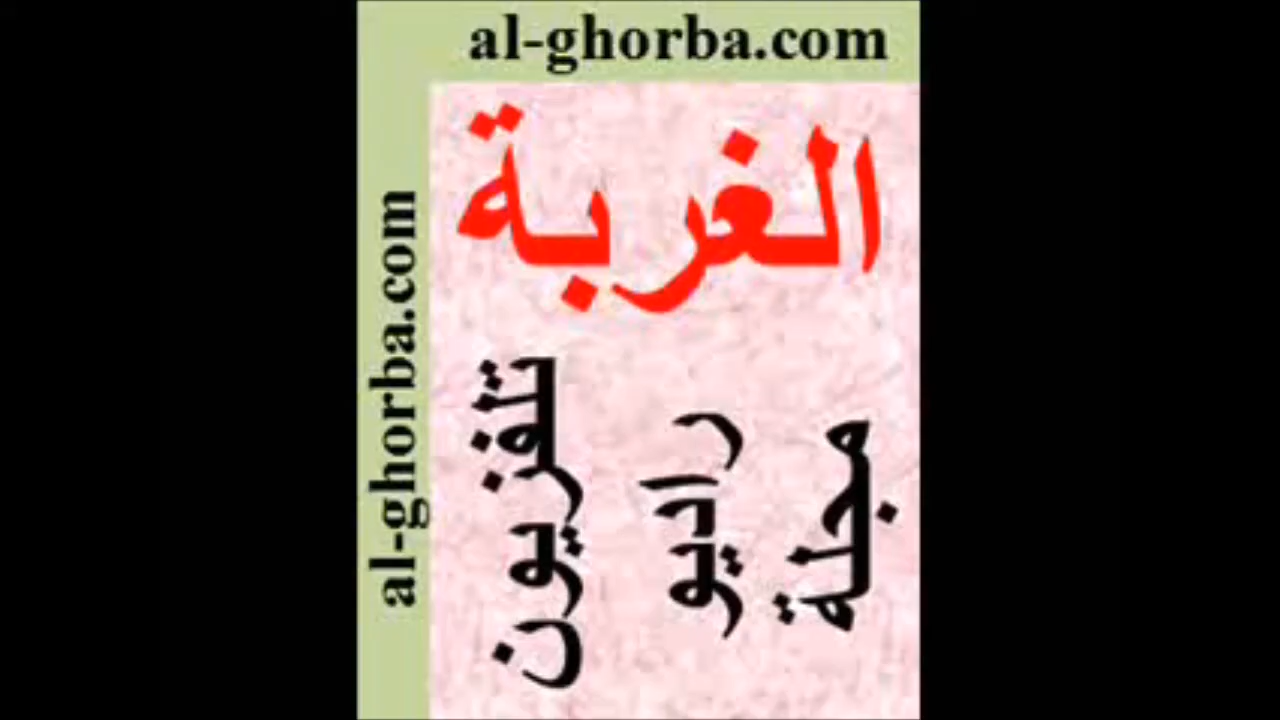 al-ghorba.com
al-ghorba.com
الغربة
مجلة
راديو
تلفزيون